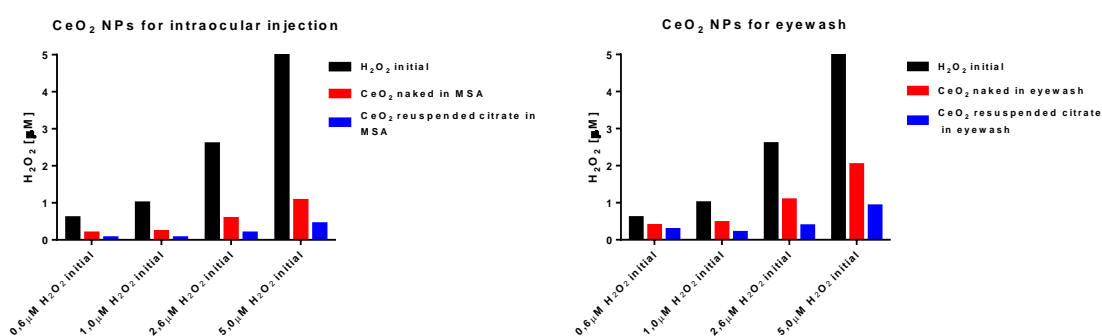 CeO₂ NPs for intraocular injection
5
4
3
2
1
0
H₂O₂ [µM]
H₂O₂ initial
CeO₂ naked in MSA
CeO₂ reuspended citrate in
MSA
0,6µM H₂O₂ initial
1,0µM H₂O₂ initial
2,6µM H₂O₂ initial
5,0µM H₂O₂ initial
CeO₂ NPs for eyewash
5
4
3
2
1
0
H₂O₂ [µM]
H₂O₂ initial
CeO₂ naked in eyewash
CeO₂ resuspended citrate
in eyewash
0,6µM H₂O₂ initial
1,0µM H₂O₂ initial
2,6µM H₂O₂ initial
5,0µM H₂O₂ initial